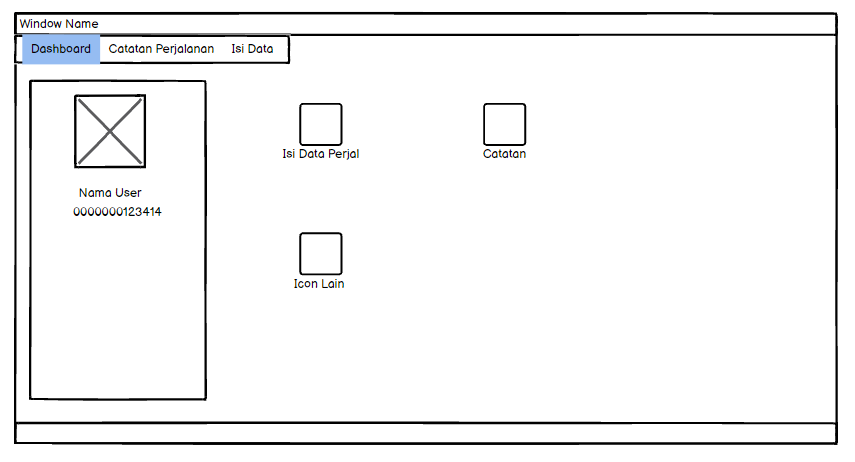 Window Name
Dashboard Catatan Perjalanan Isi Data
Nama User
0000000123414
Isi Data Perjal
Catatan
Icon Lain